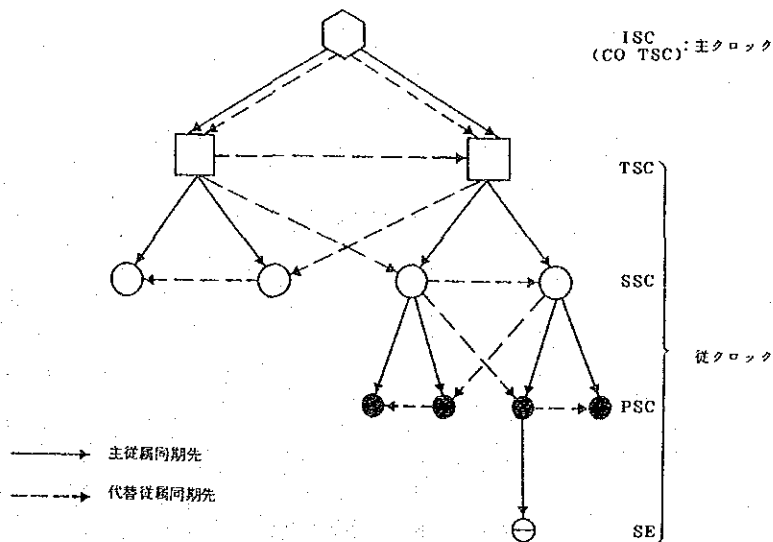 ISC
(CO TSC) : 主クロック
TSC
SSC
従クロック
PSC
主従属同期先
代替従属同期先
SE